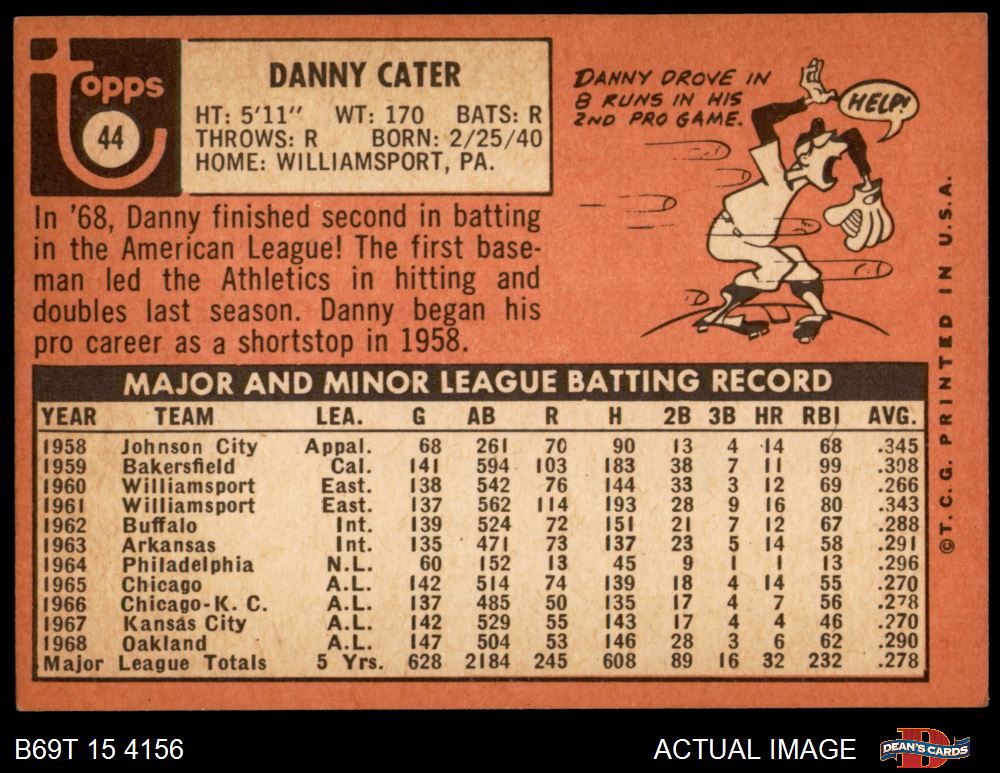 topps
44
DANNY CATER
HT: 5'11" WT: 170 BATS: R
THROWS: R BORN: 2/25/40
HOME: WILLIAMSPORT, PA.
DANNY DROVE IN
8 RUNS IN HIS
2ND PRO GAME.
HELP!
In '68, Danny finished second in batting
in the American League! The first base-
man led the Athletics in hitting and
doubles last season. Danny began his
pro career as a shortstop in 1958.
MAJOR AND MINOR LEAGUE BATTING RECORD
YEAR TEAM LEA. G AB R H 2B 3B HR RBI AVG.
1958 Johnson City Appal. 68 261 70 90 13 4 14 68 .345
1959 Bakersfield Cal. 141 594 103 183 38 7 11 99 .308
1960 Williamsport East. 138 542 76 144 33 3 12 69 .266
1961 Williamsport East. 137 562 114 193 28 9 16 80 .343
1962 Buffalo Int. 139 524 72 151 21 7 12 67 .288
1963 Arkansas Int. 135 471 73 137 23 5 14 58 .291
1964 Philadelphia N.L. 60 152 13 45 9 1 1 13 .296
1965 Chicago A.L. 142 514 74 139 18 4 14 55 .270
1966 Chicago-K. C. A.L. 137 485 50 135 17 4 7 56 .278
1967 Kansas City A.L. 142 529 55 143 17 4 4 46 .270
1968 Oakland A.L. 147 504 53 146 28 3 6 62 .290
Major League Totals 5 Yrs. 628 2184 245 608 89 16 32 232 .278
©T.C.G. PRINTED IN U.S.A.
B69T 15 4156
ACTUAL IMAGE
DEAN'S CARDS